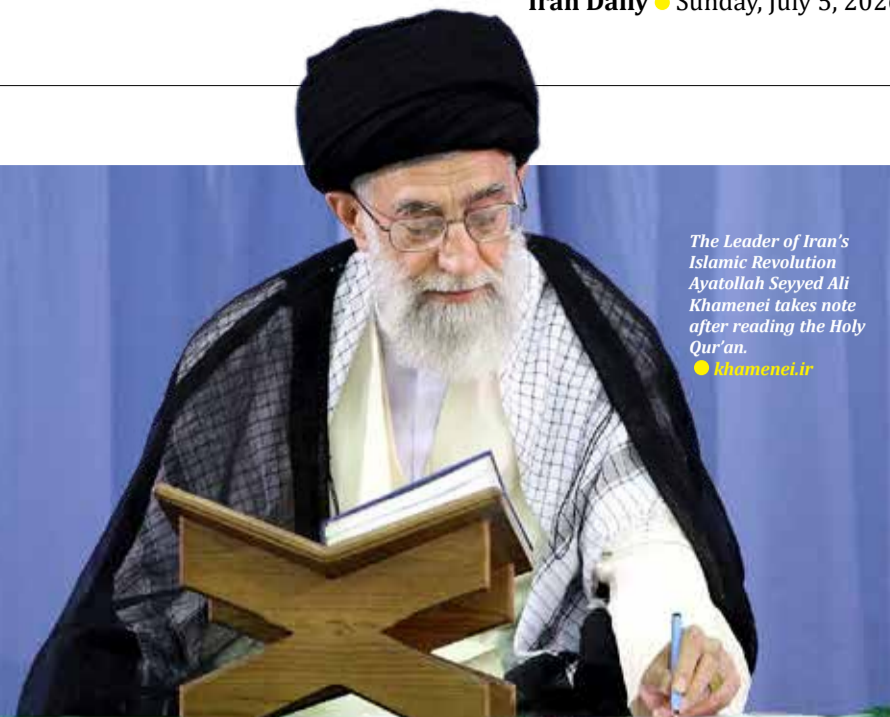 Iran Daily ● Sunday, July 5,
The Leader of Iran's
Islamic Revolution
Ayatollah Seyyed Ali
Khamenei takes note
after reading the Holy
Qur'an.
● khamenei.ir